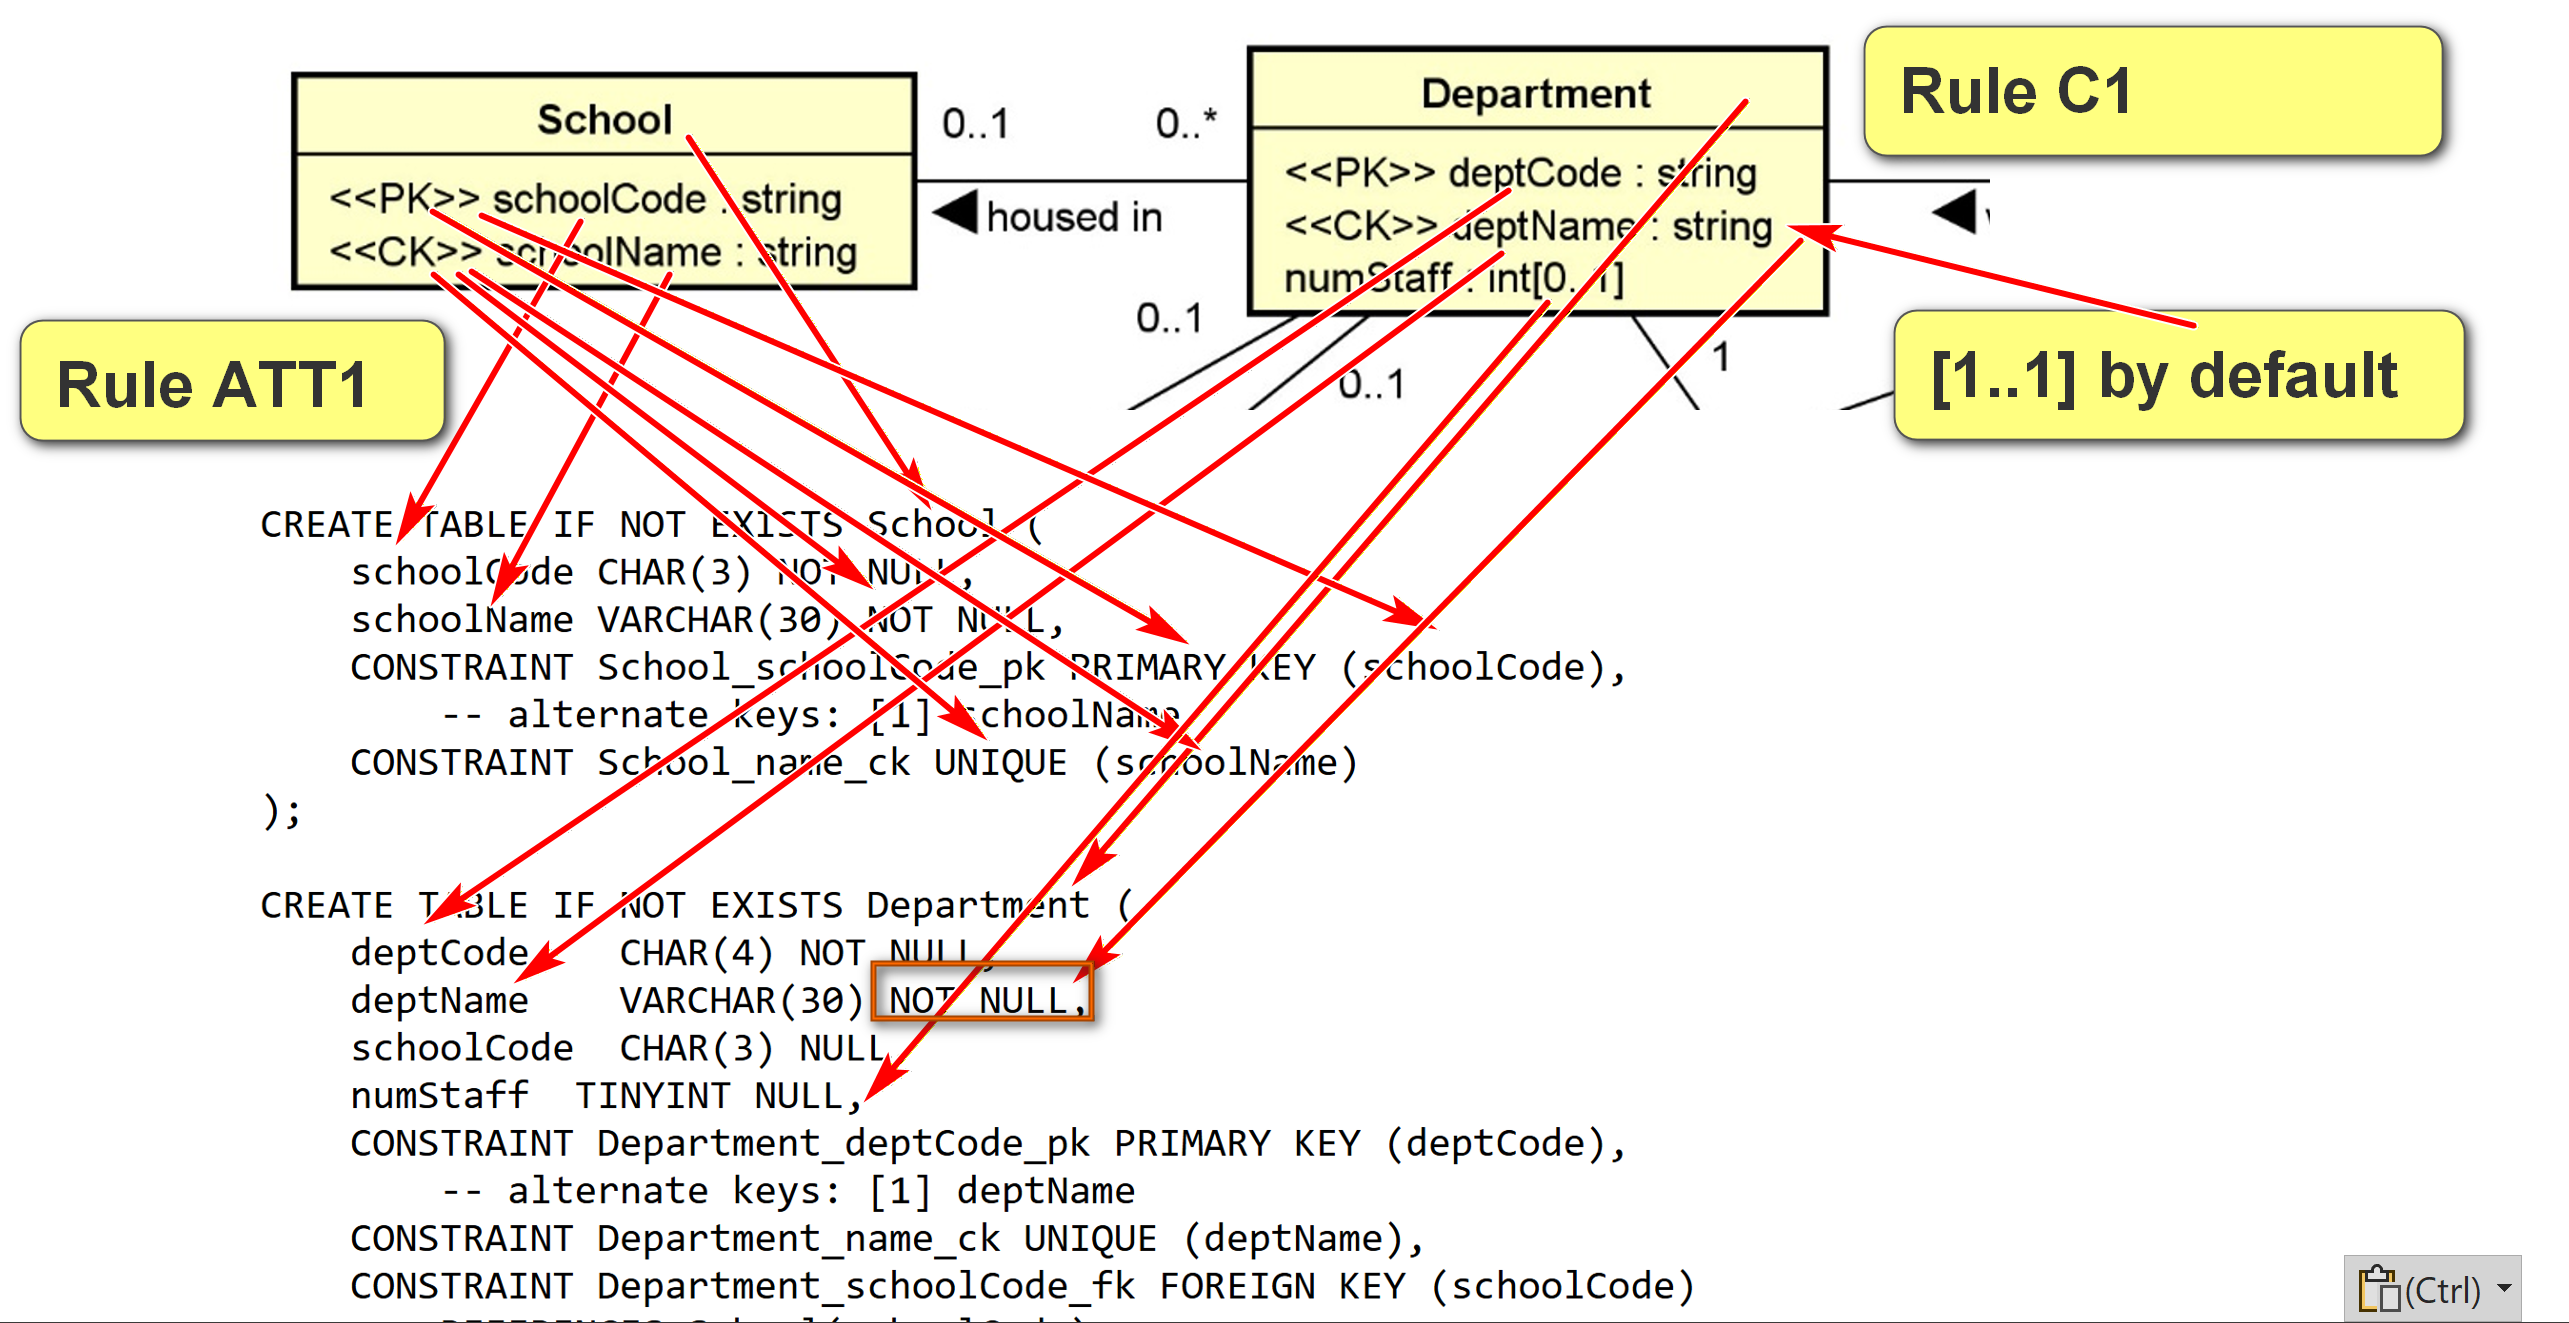 School
<<PK>> schoolCode : string
<<CK>> schoolName : string
0..1
0..*
housed in
Department
<<PK>> deptCode : string
<<CK>> deptName : string
numStaff : int[0..1]
Rule C1
0..1
0..1
1
Rule ATT1
[1..1] by default
CREATE TABLE IF NOT EXISTS School (
schoolCode CHAR(3) NOT NULL,
schoolName VARCHAR(30) NOT NULL,
CONSTRAINT School_schoolCode_pk PRIMARY KEY (schoolCode),
-- alternate keys: [1] schoolName
CONSTRAINT School_name_ck UNIQUE (schoolName)
);
CREATE TABLE IF NOT EXISTS Department (
deptCode CHAR(4) NOT NULL,
deptName VARCHAR(30) NOT NULL,
schoolCode CHAR(3) NULL
numStaff TINYINT NULL,
CONSTRAINT Department_deptCode_pk PRIMARY KEY (deptCode),
-- alternate keys: [1] deptName
CONSTRAINT Department_name_ck UNIQUE (deptName),
CONSTRAINT Department_schoolCode_fk FOREIGN KEY (schoolCode)
(Ctrl)